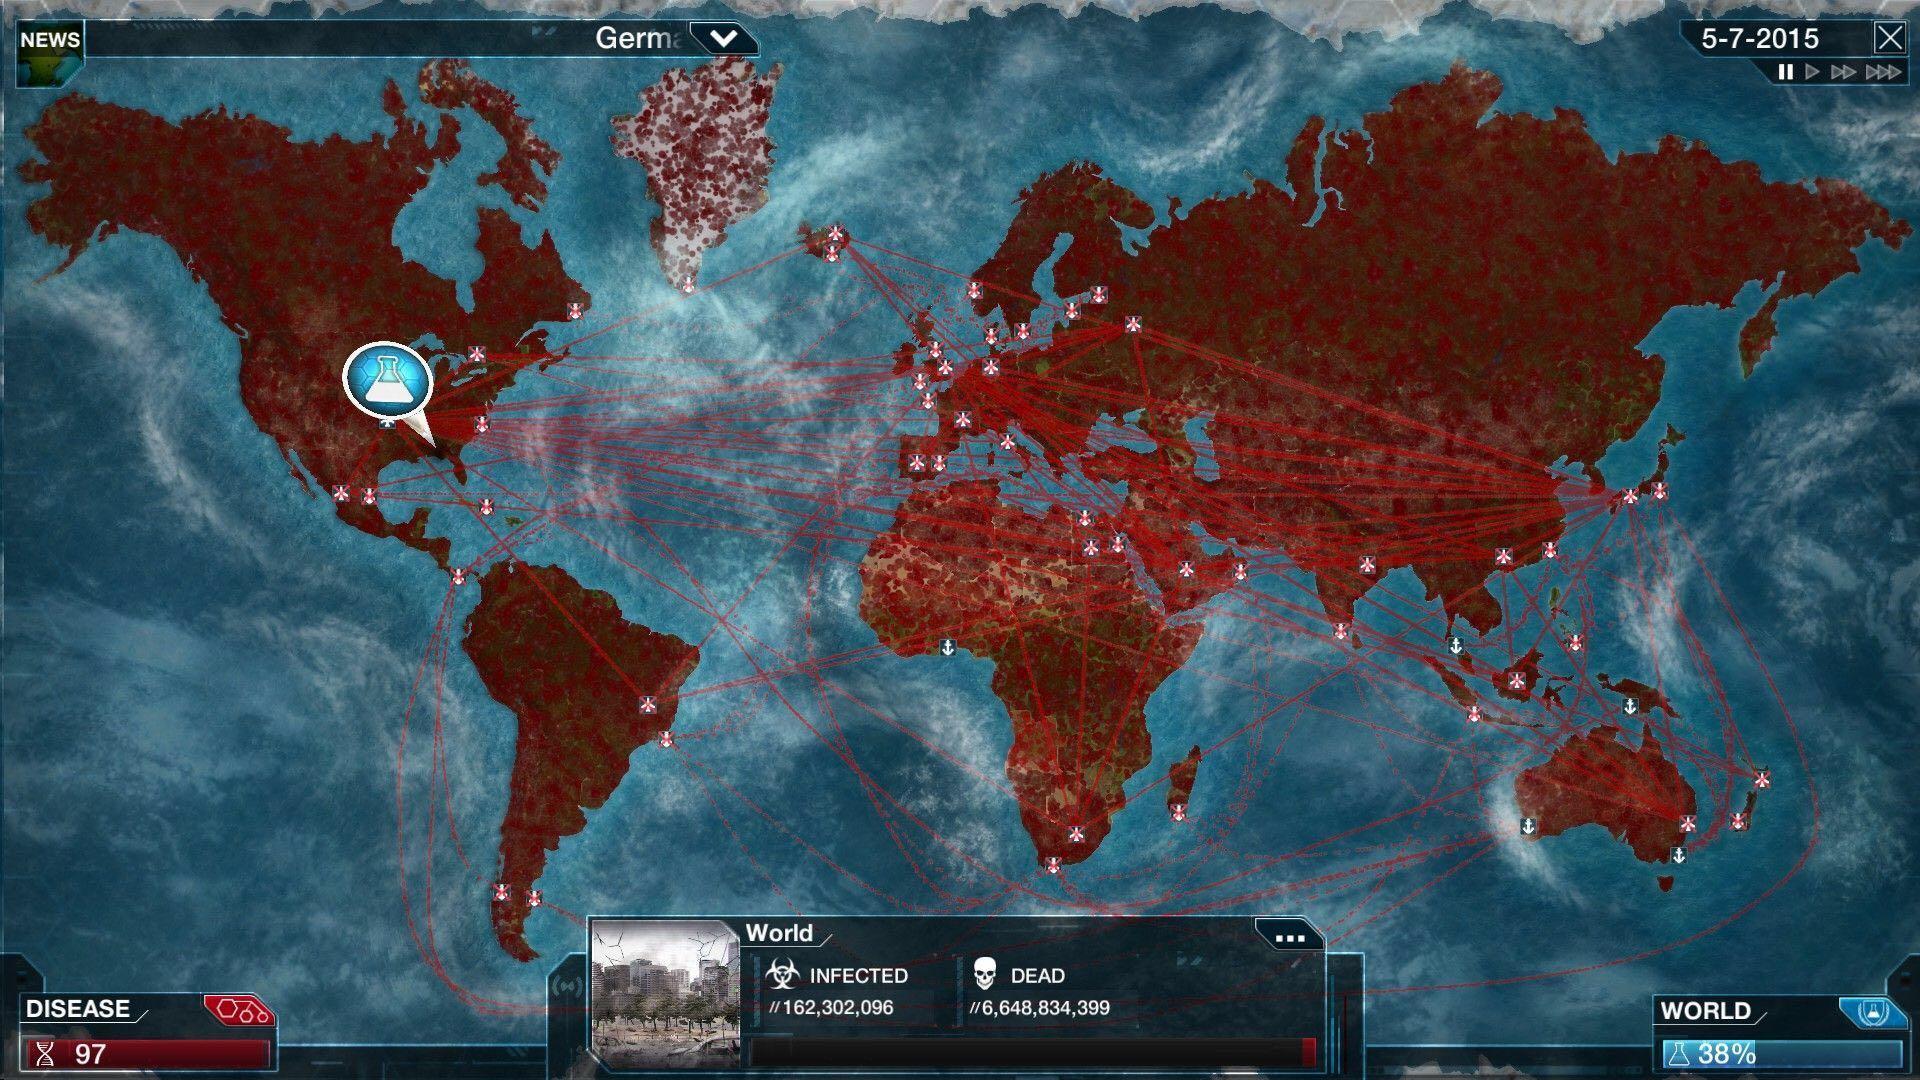 NEWS
Germa
5-7-2015
World
INFECTED
DEAD
//162,302,096
//6,648,834,399
DISEASE
97
WORLD
38%